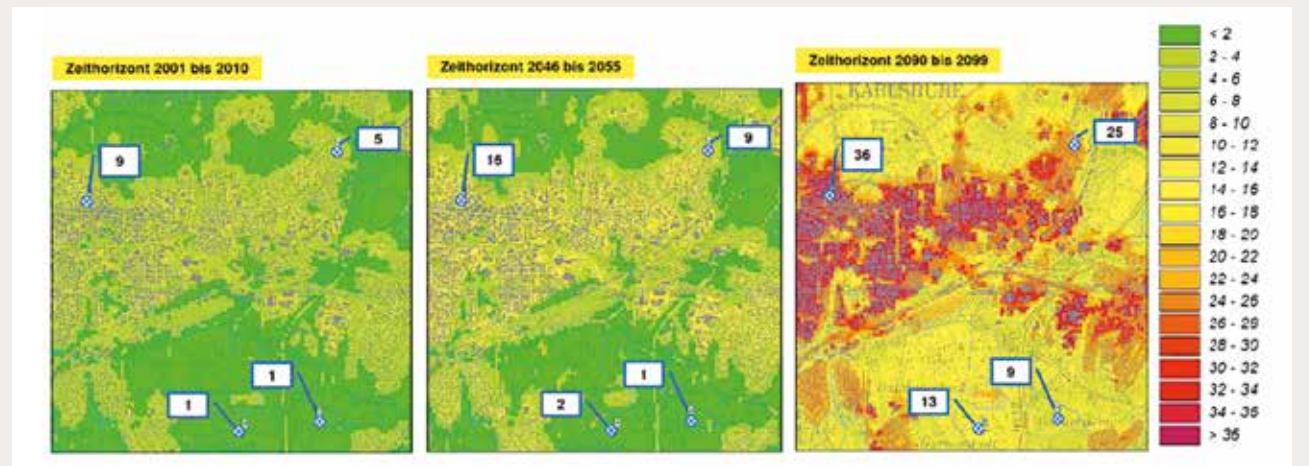 Zeithorizont 2001 bis 2010
9
5
1
1
Zeithorizont 2046 bis 2055
16
9
1
2
Zeithorizont 2090 bis 2099
KARLSRUHE
36
25
9
13
< 2
2 - 4
4 - 6
6 - 8
8 - 10
10 - 12
12 - 14
14 - 16
16 - 18
18 - 20
20 - 22
22 - 24
24 - 26
26 - 29
28 - 30
30 - 32
32 - 34
34 - 36
> 36